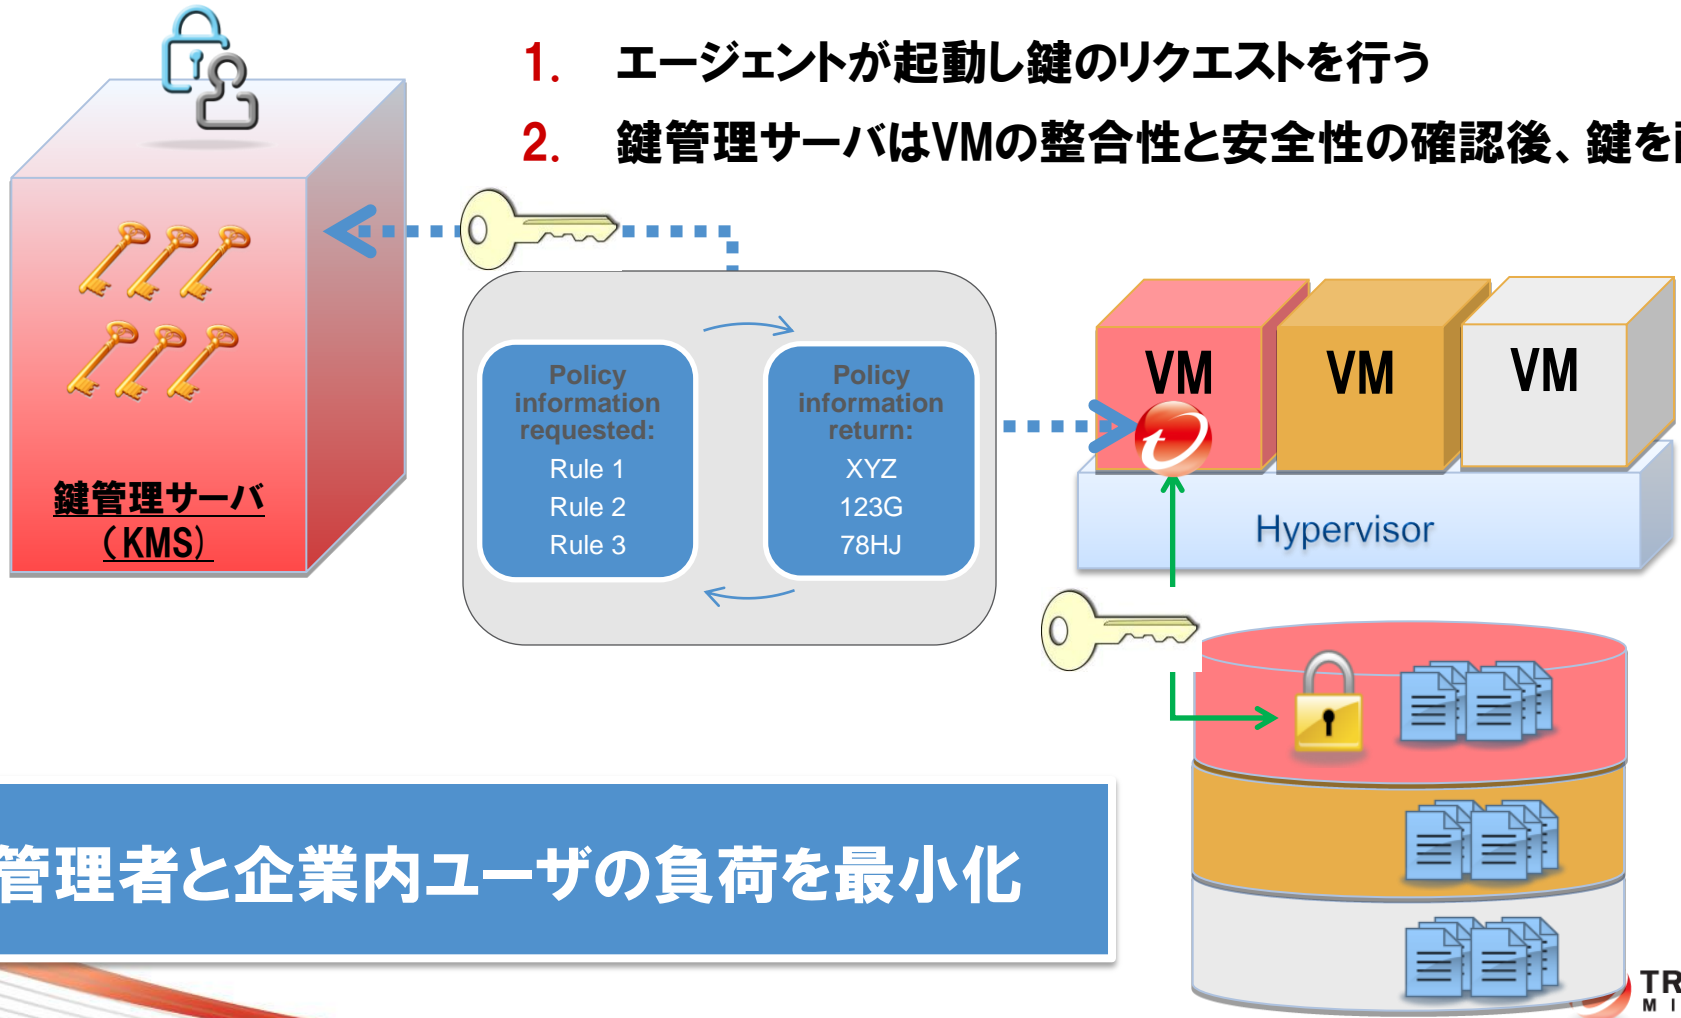 1. エージェントが起動し鍵のリクエストを行う
2. 鍵管理サーバはVMの整合性と安全性の確認後、鍵を
鍵管理サーバ
(KMS)
Policy
information
requested:
Rule 1
Rule 2
Rule 3
Policy
information
return:
XYZ
123G
78HJ
VM
VM
VM
Hypervisor
管理者と企業内ユーザの負荷を最小化
TR
MI